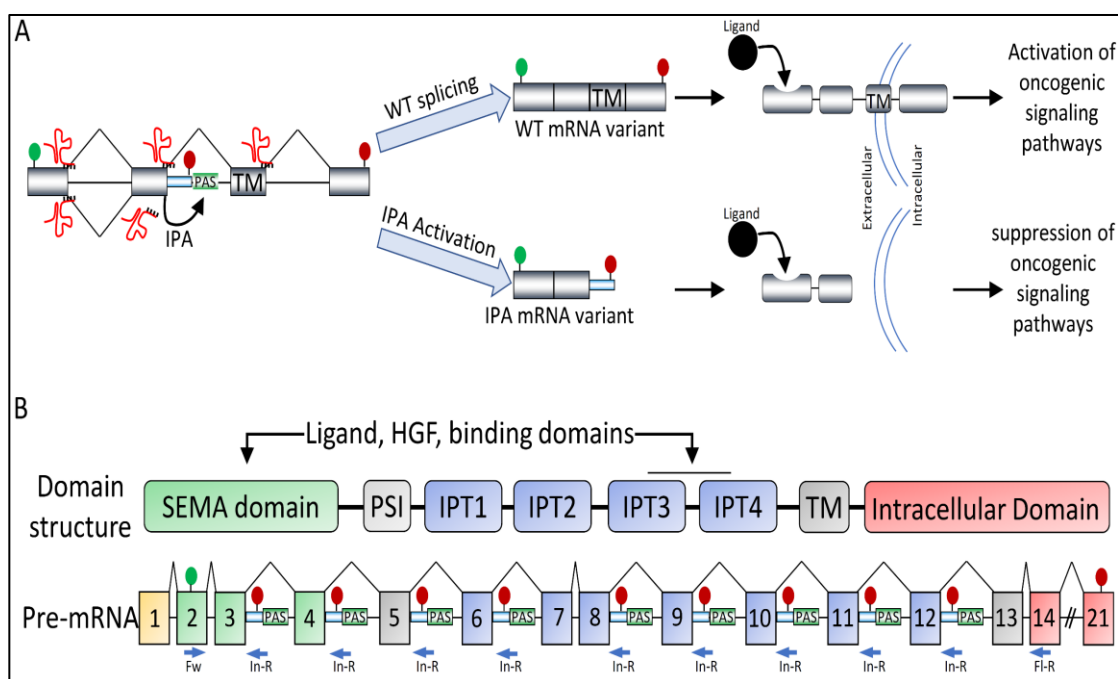 A
WT splicing
IPA Activation
PAS
TM
IPA
TM
WT mRNA variant
IPA mRNA variant
Ligand
TM
Extracellular
Intracellular
Ligand
Activation of
oncogenic
signaling
pathways
suppression of
oncogenic
signaling
pathways
B
Ligand, HGF, binding domains
Domain
structure
SEMA domain PSI IPT1 IPT2 IPT3 IPT4 TM Intracellular Domain
Pre-mRNA 1 2 3 PAS 4 PAS 5 PAS 6 PAS 7 8 PAS 9 PAS 10 PAS 11 PAS 12 PAS 13 14 // 21
Fw In-R In-R In-R In-R In-R In-R In-R In-R In-R Fl-R